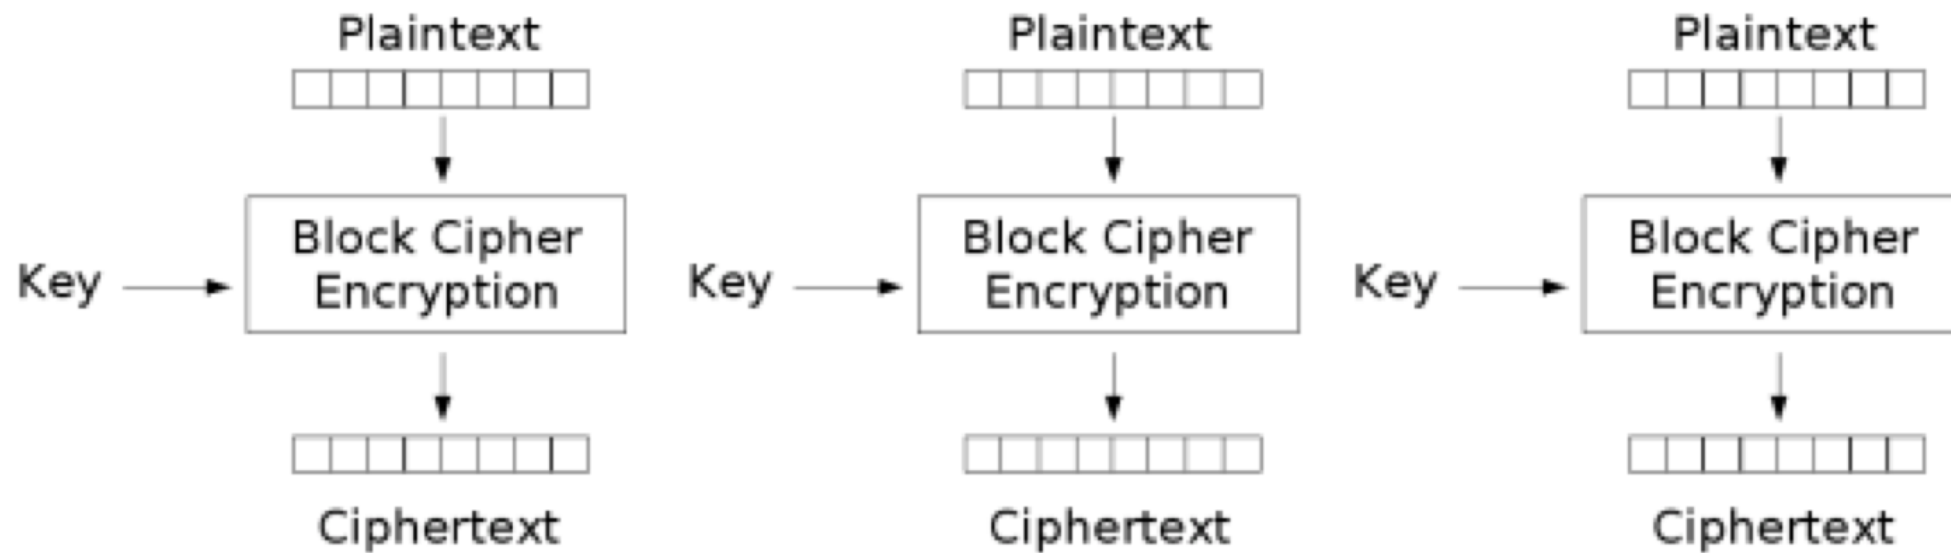 Plaintext Plaintext Plaintext
Block Cipher Block Cipher Block Cipher
Key Key Key
Encryption Encryption Encryption
Ciphertext Ciphertext Ciphertext